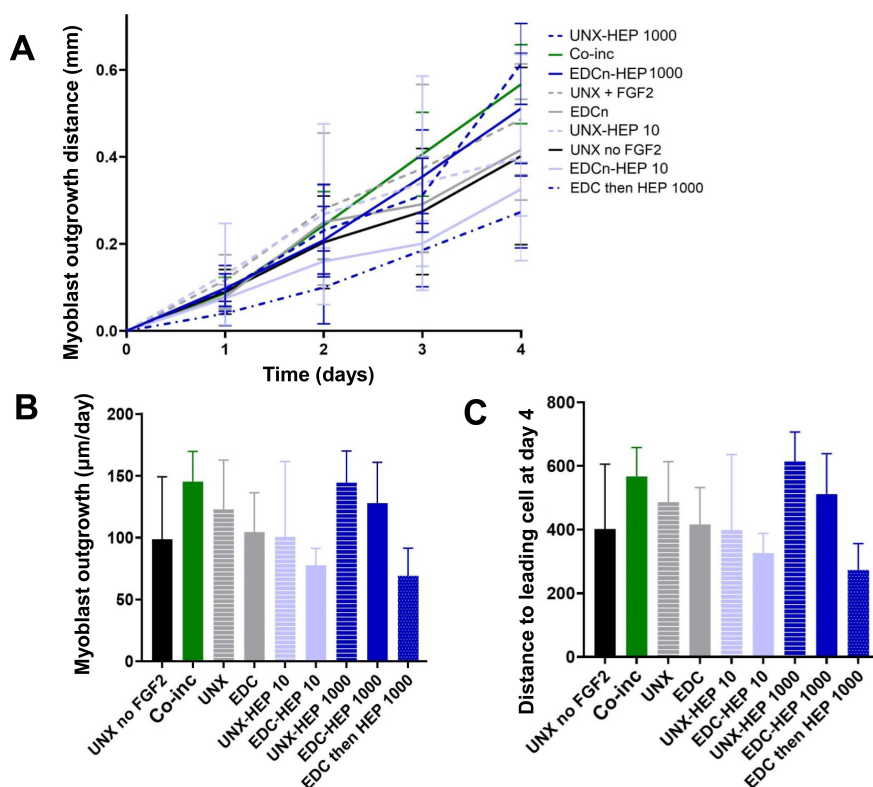 A
Myoblast outgrowth distance (mm)
0.6
0.4
0.2
0.0
0 1 2 3 4
Time (days)
UNX-HEP 1000
Co-inc
EDCn-HEP 1000
UNX + FGF2
EDCn
UNX-HEP 10
UNX no FGF2
EDCn-HEP 10
EDC then HEP 1000
B
Myoblast outgrowth (μm/day)
200
150
100
50
0
UNX no FGF2
Co-inc
UNX
EDC
UNX-HEP 10
EDC-HEP 10
UNX-HEP 1000
EDC-HEP 1000
EDC then HEP 1000
C
Distance to leading cell at day 4
800
600
400
200
0
UNX no FGF2
Co-inc
UNX
EDC
UNX-HEP 10
EDC-HEP 10
UNX-HEP 1000
EDC-HEP 1000
EDC then HEP 1000